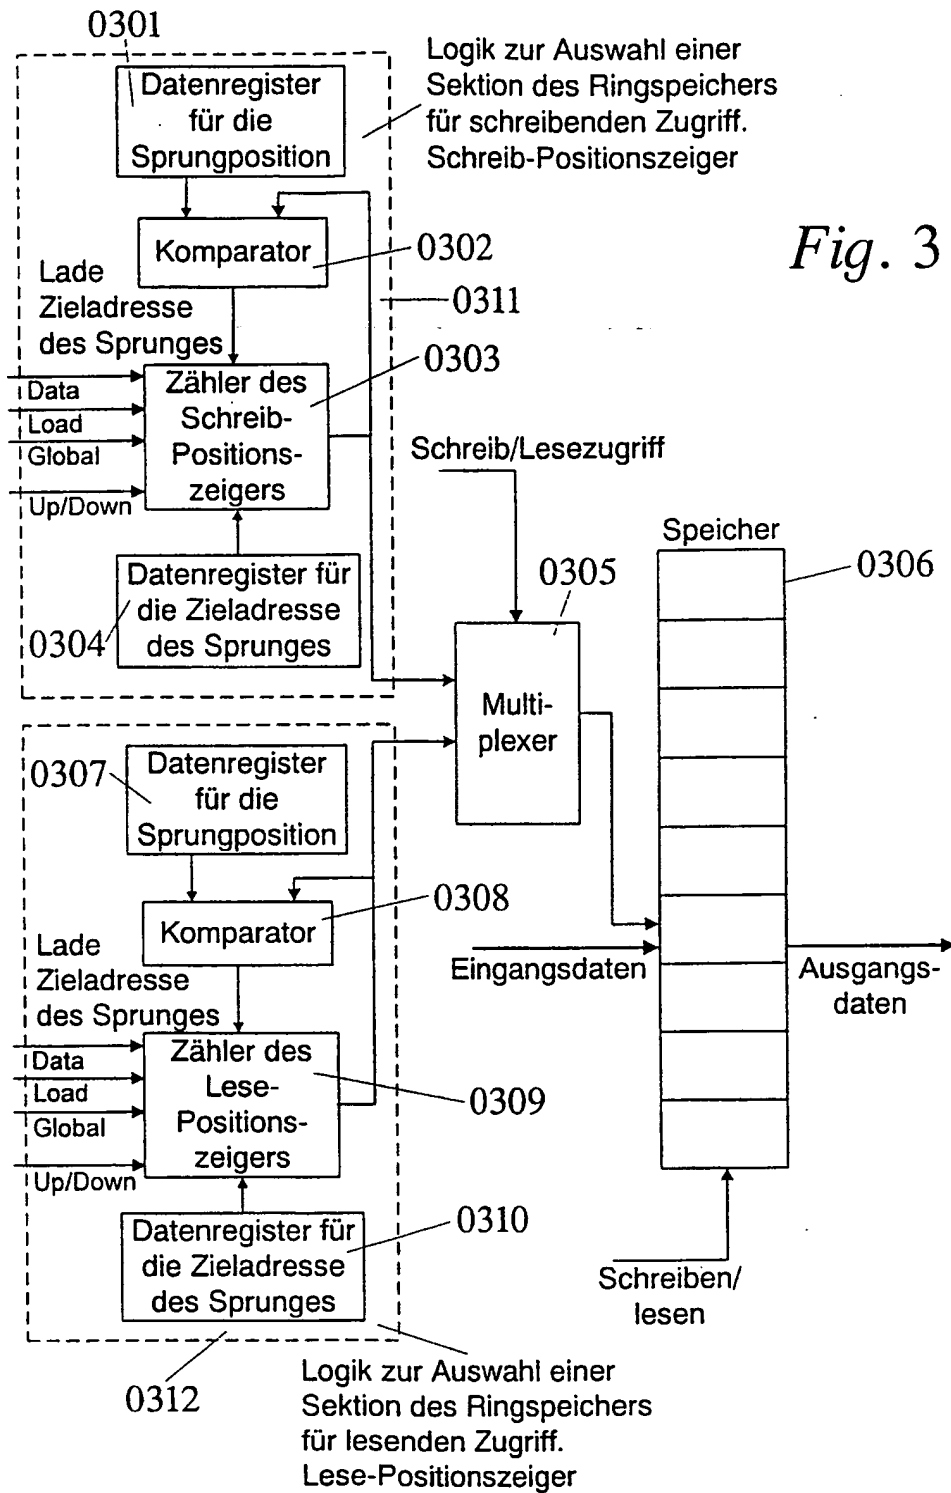 0301
Datenregister
für die
Sprungposition
Logik zur Auswahl einer
Sektion des Ringspeichers
für schreibenden Zugriff.
Schreib-Positionszeiger
Fig. 3
Komparator
0302
0311
Lade
Zieladresse
des Sprunges
0303
Zähler des
Schreib-
Positions-
zeigers
Data
Load
Global
Up/Down
Datenregister für
die Zieladresse
des Sprunges
0304
Schreib/Lesezugriff
0305
Multi-
plexer
Speicher
0306
0307
Datenregister
für die
Sprungposition
Komparator
0308
Lade
Zieladresse
des Sprunges
Eingangsdaten
Ausgangs-
daten
Zähler des
Lese-
Positions-
zeigers
0309
Data
Load
Global
Up/Down
Datenregister für
die Zieladresse
des Sprunges
0310
Schreiben/
lesen
0312
Logik zur Auswahl einer
Sektion des Ringspeichers
für lesenden Zugriff.
Lese-Positionszeiger